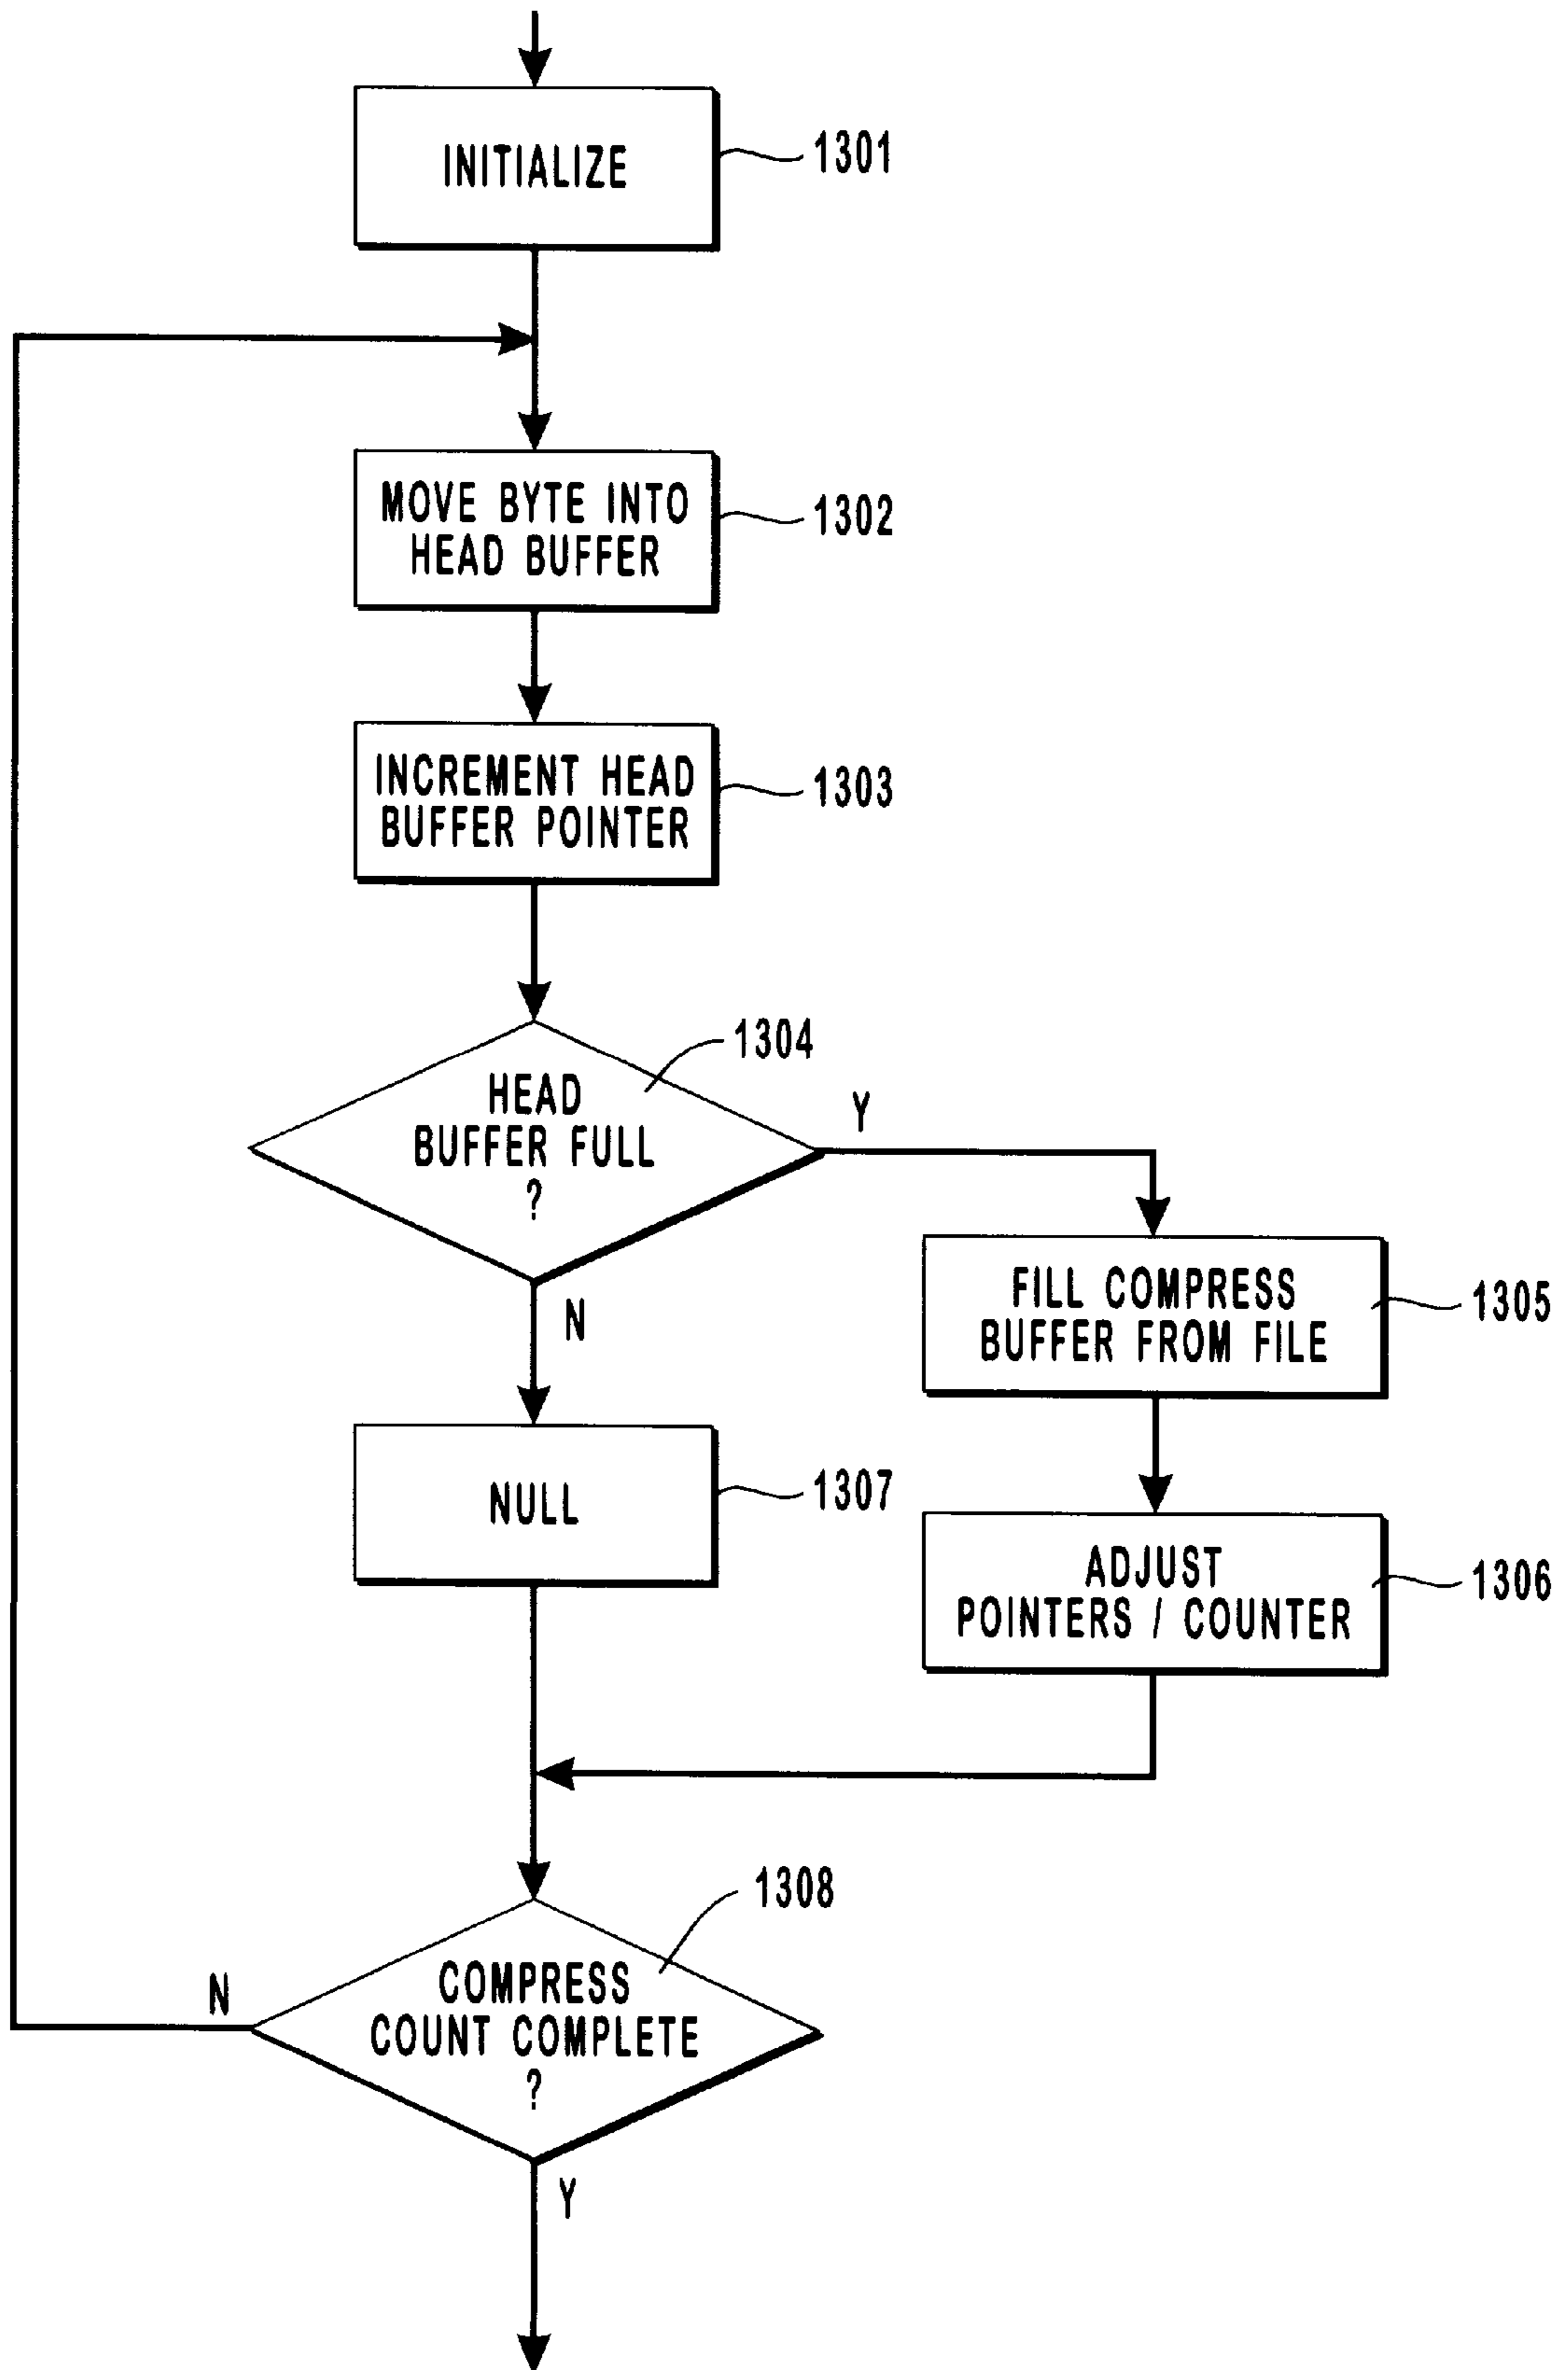 INITIALIZE
1301
MOVE BYTE INTO
HEAD BUFFER
1302
INCREMENT HEAD
BUFFER POINTER
1303
1304
HEAD
BUFFER FULL
?
Y
N
FILL COMPRESS
BUFFER FROM FILE
1305
NULL
1307
ADJUST
POINTERS / COUNTER
1306
1308
COMPRESS
COUNT COMPLETE
?
N
Y